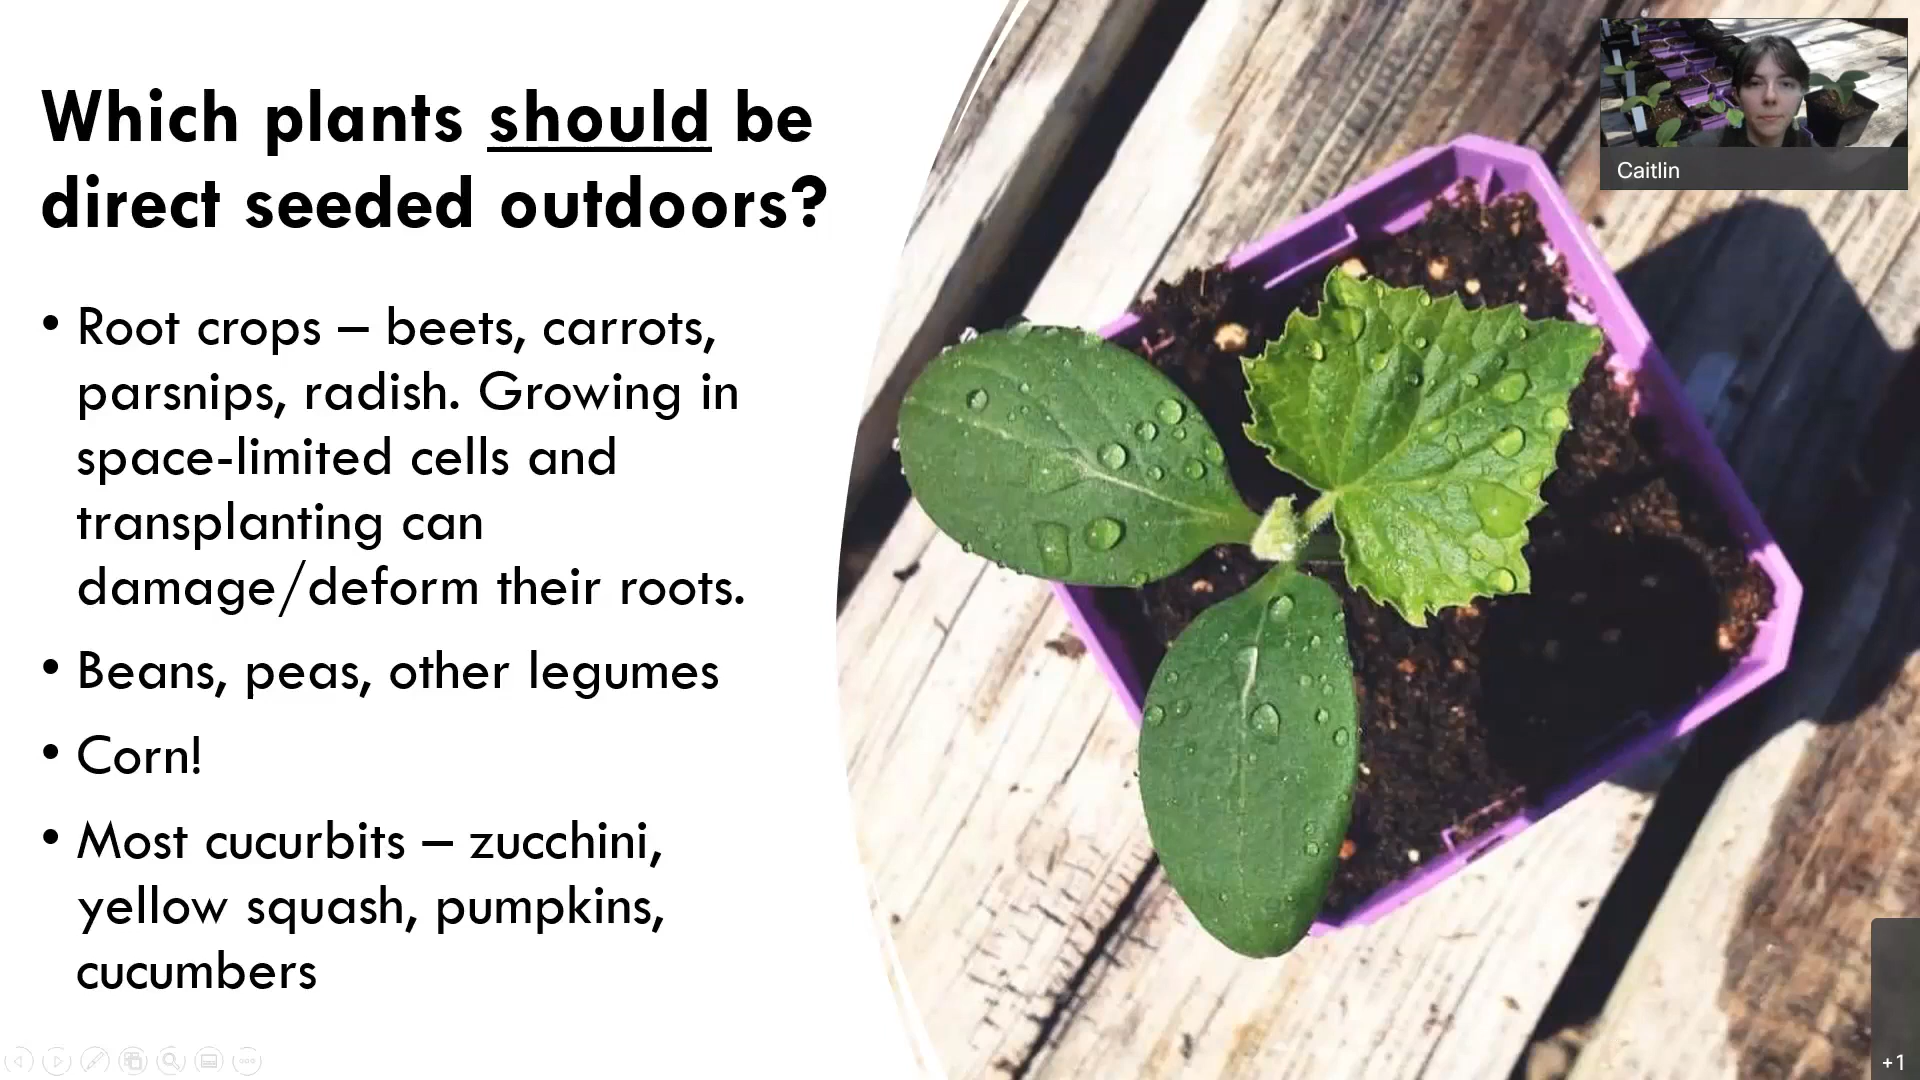 Which plants should be
direct seeded outdoors?
• Root crops – beets, carrots,
parsnips, radish. Growing in
space-limited cells and
transplanting can
damage/deform their roots.
• Beans, peas, other legumes
• Corn!
• Most cucurbits – zucchini,
yellow squash, pumpkins,
cucumbers
Caitlin
+1